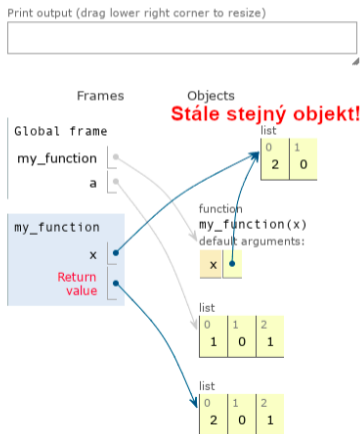 Print output (drag lower right corner to resize)
Frames Objects
Stále stejný objekt!
Global frame
my_function
a
list
0 1
2 0
my_function
x
Return
value
function
my_function(x)
default arguments:
x
list
0 1 2
1 0 1
list
0 1 2
2 0 1